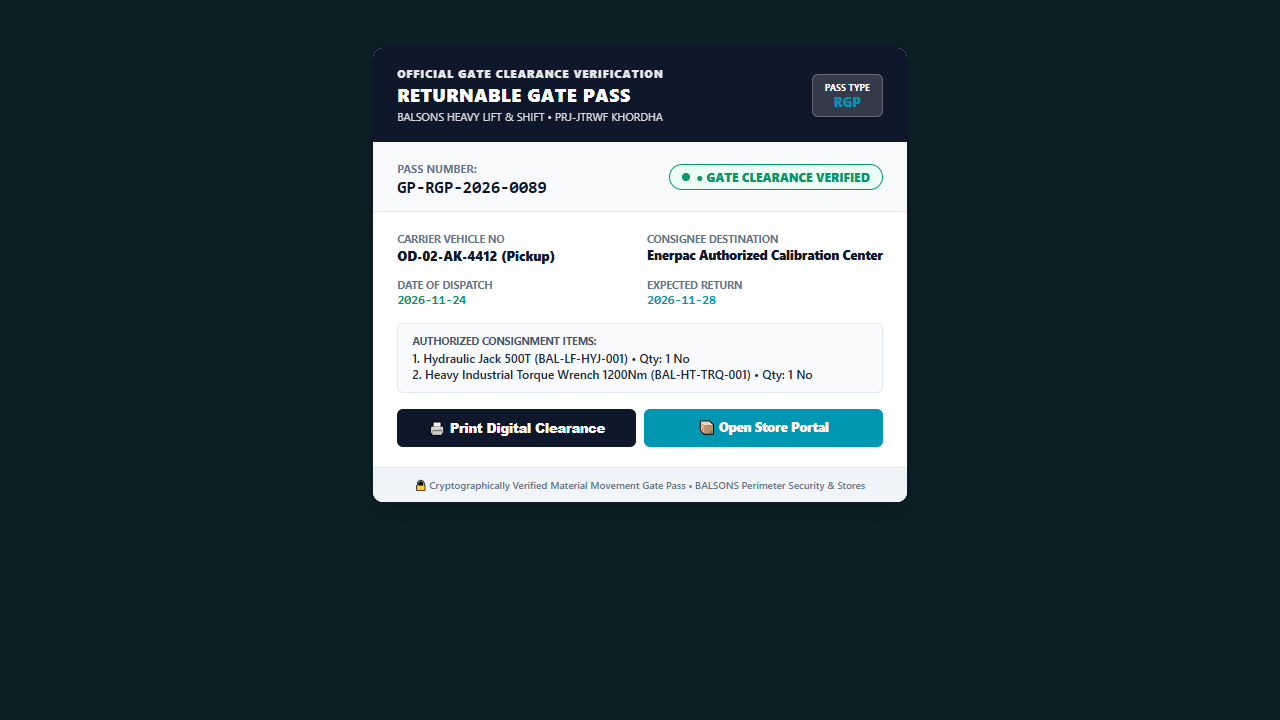 OFFICIAL GATE CLEARANCE VERIFICATION
RETURNABLE GATE PASS
BALSONS HEAVY LIFT & SHIFT • PRJ-JTRWF KHORDHA
PASS TYPE
RGP
PASS NUMBER:
GP-RGP-2026-0089
• GATE CLEARANCE VERIFIED
CARRIER VEHICLE NO
OD-02-AK-4412 (Pickup)
CONSIGNEE DESTINATION
Enerpac Authorized Calibration Center
DATE OF DISPATCH
2026-11-24
EXPECTED RETURN
2026-11-28
AUTHORIZED CONSIGNMENT ITEMS:
1. Hydraulic Jack 500T (BAL-LF-HYJ-001) • Qty: 1 No
2. Heavy Industrial Torque Wrench 1200Nm (BAL-HT-TRQ-001) • Qty: 1 No
Print Digital Clearance
Open Store Portal
Cryptographically Verified Material Movement Gate Pass • BALSONS Perimeter Security & Stores